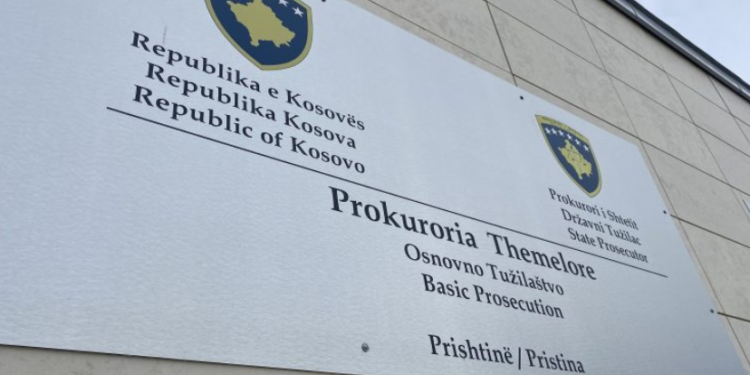 Republika e Kosovës
Republika Kosova
Republic of Kosovo
Prokurori i Shtetit
Državni Tužilac
State Prosecutor
Prokuroria Themelore
Osnovno Tužilaštvo
Basic Prosecution
Prishtinë / Pristina